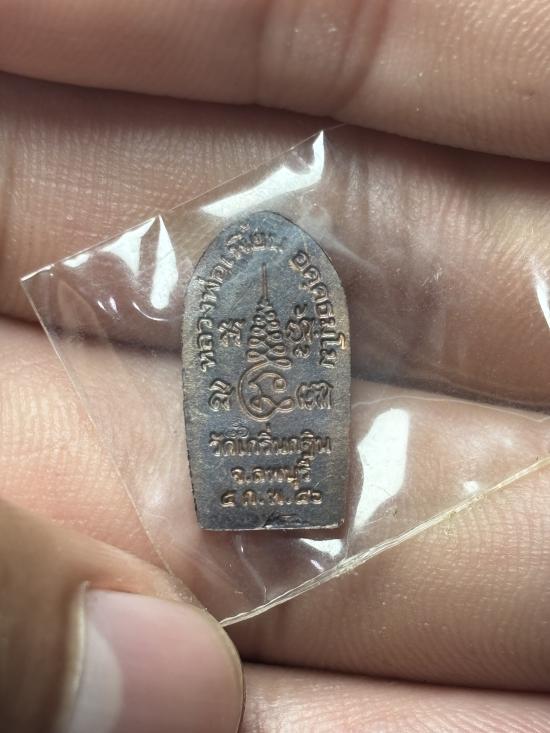 หลวงพ่อเพี้ยน อคฺคธมฺโม
วัดเกริ่นกฐิน
จ.ลพบุรี
๔ ก.พ. ๔๖